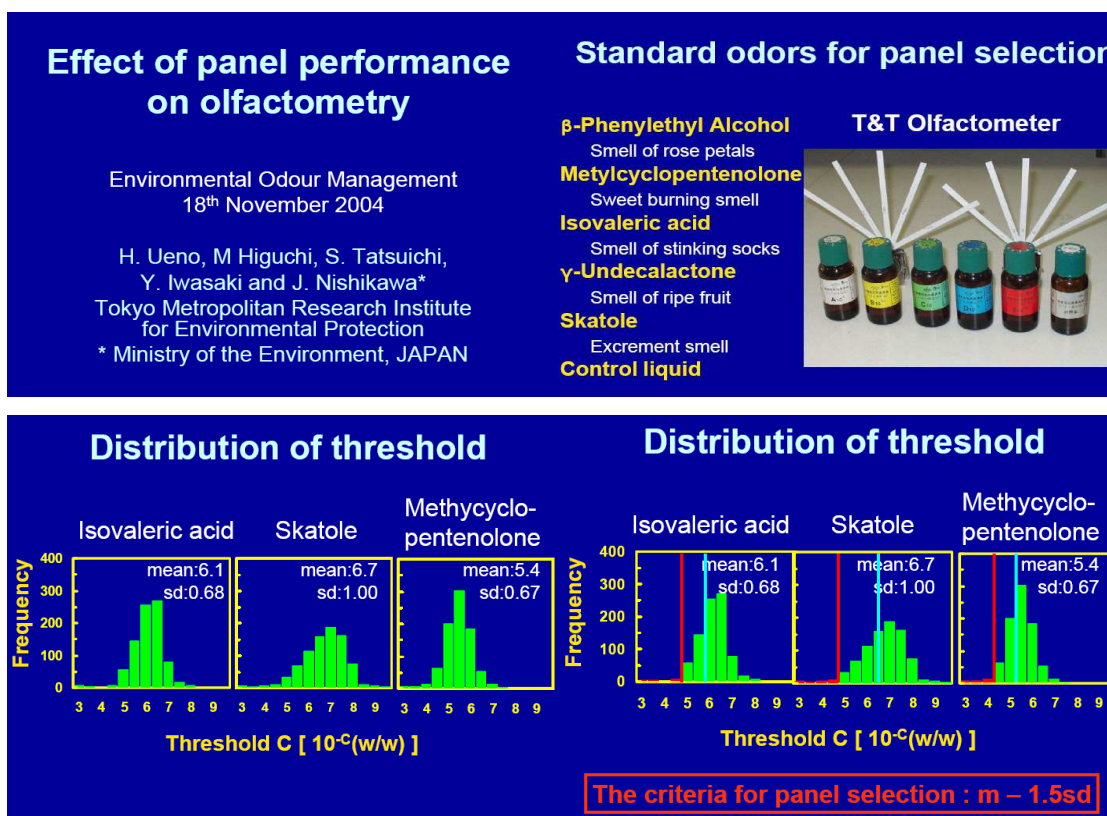 Effect of panel performance
on olfactometry
Environmental Odour Management
18th November 2004
H. Ueno, M Higuchi, S. Tatsuichi,
Y. Iwasaki and J. Nishikawa*
Tokyo Metropolitan Research Institute
for Environmental Protection
* Ministry of the Environment, JAPAN
Standard odors for panel selection
β-Phenylethyl Alcohol
Smell of rose petals
Metylcyclopentenolone
Sweet burning smell
Isovaleric acid
Smell of stinking socks
γ-Undecalactone
Smell of ripe fruit
Skatole
Excrement smell
Control liquid
T&T Olfactometer
Distribution of threshold
Isovaleric acid
Skatole
Methycyclo-
pentenolone
Frequency
400
300
200
100
0
mean:6.1
sd:0.68
mean:6.7
sd:1.00
mean:5.4
sd:0.67
3 4 5 6 7 8 9
3 4 5 6 7 8 9
3 4 5 6 7 8 9
Threshold C [ 10-C(w/w) ]
Distribution of threshold
Isovaleric acid
Skatole
Methycyclo-
pentenolone
Frequency
400
300
200
100
0
mean:6.1
sd:0.68
mean:6.7
sd:1.00
mean:5.4
sd:0.67
3 4 5 6 7 8 9
3 4 5 6 7 8 9
3 4 5 6 7 8 9
Threshold C [ 10-C(w/w) ]
The criteria for panel selection : m – 1.5sd